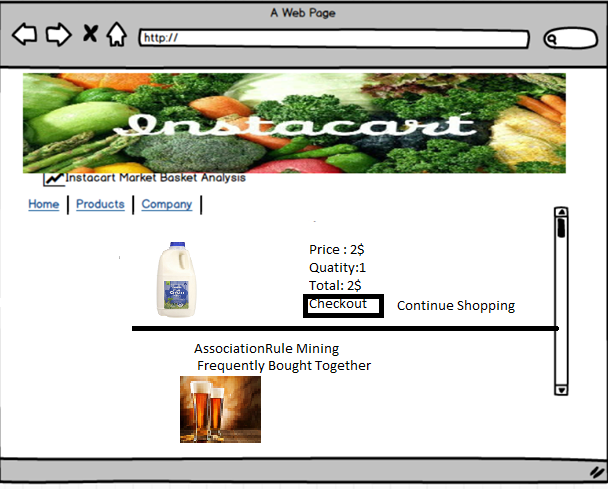 A Web Page
http://
Instacart
Instacart Market Basket Analysis
Home Products Company
Price : 2$
Quatity:1
Total: 2$
Checkout Continue Shopping
AssociationRule Mining
Frequently Bought Together